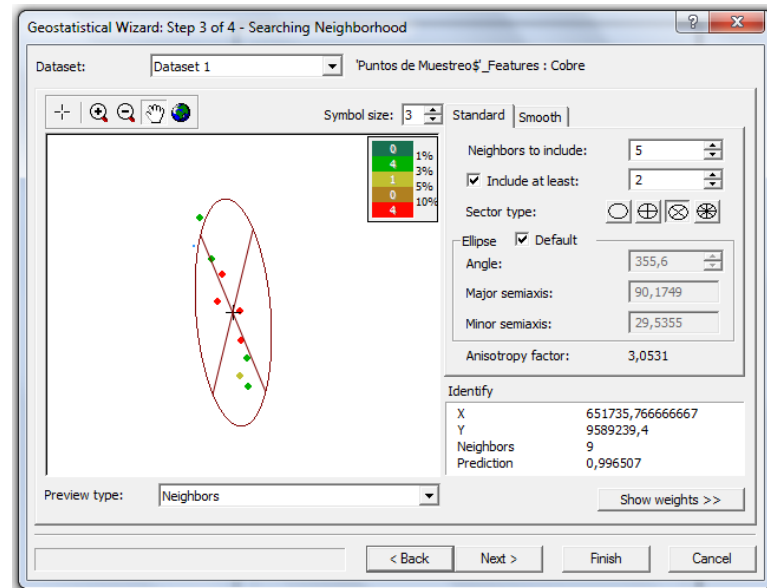 Geostatistical Wizard: Step 3 of 4 - Searching Neighborhood
Dataset: Dataset 1 'Puntos de Muestreo$'_Features : Cobre
Symbol size: 3 Standard Smooth
0 1%
4 3%
1 5%
0 10%
4
Neighbors to include: 5
Include at least: 2
Sector type:
Ellipse Default
Angle: 355,6
Major semiaxis: 90,1749
Minor semiaxis: 29,5355
Anisotropy factor: 3,0531
Identify
X 651735,766666667
Y 9589239,4
Neighbors 9
Prediction 0,996507
Preview type: Neighbors Show weights >>
< Back Next > Finish Cancel